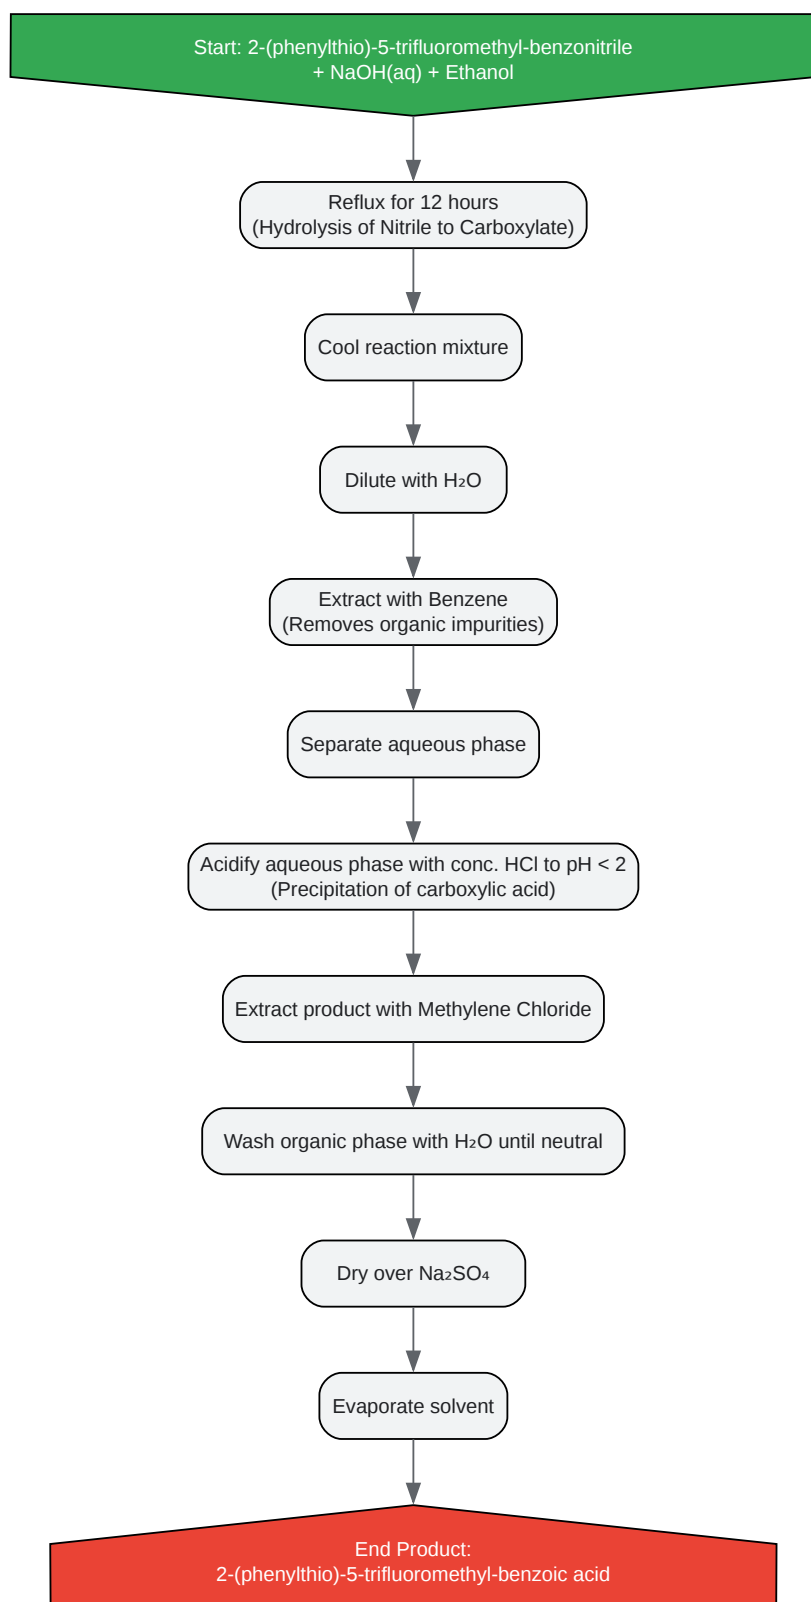 Start: 2-(phenylthio)-5-trifluoromethyl-benzonitrile
+ NaOH(aq) + Ethanol
Reflux for 12 hours
(Hydrolysis of Nitrile to Carboxylate)
Cool reaction mixture
Dilute with H₂O
Extract with Benzene
(Removes organic impurities)
Separate aqueous phase
Acidify aqueous phase with conc. HCl to pH < 2
(Precipitation of carboxylic acid)
Extract product with Methylene Chloride
Wash organic phase with H₂O until neutral
Dry over Na₂SO₄
Evaporate solvent
End Product:
2-(phenylthio)-5-trifluoromethyl-benzoic acid